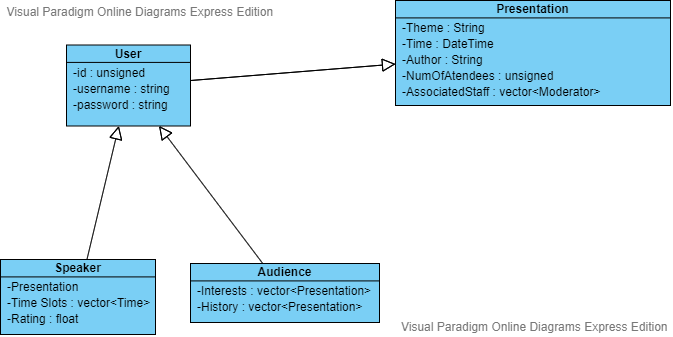 Visual Paradigm Online Diagrams Express Edition
Presentation
-Theme : String
-Time : DateTime
-Author : String
-NumOfAtendees : unsigned
-AssociatedStaff : vector<Moderator>
User
-id : unsigned
-username : string
-password : string
Speaker
-Presentation
-Time Slots : vector<Time>
-Rating : float
Audience
-Interests : vector<Presentation>
-History : vector<Presentation>
Visual Paradigm Online Diagrams Express Edition